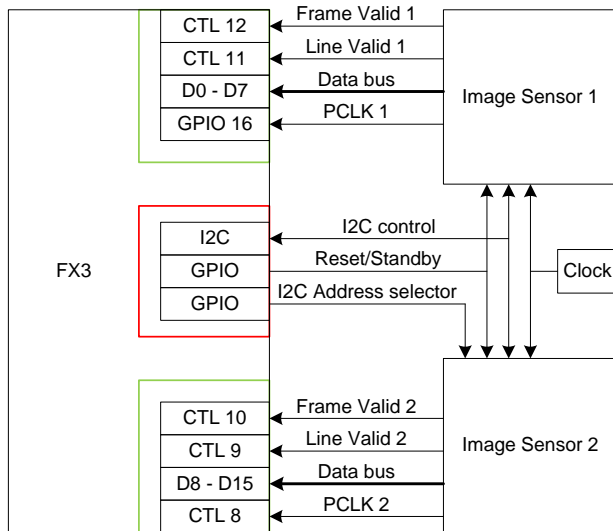 CTL 12
Frame Valid 1
CTL 11
Line Valid 1
D0 - D7
Data bus
GPIO 16
PCLK 1
Image Sensor 1
FX3
I2C
I2C control
GPIO
Reset/Standby
GPIO
I2C Address selector
Clock
CTL 10
Frame Valid 2
CTL 9
Line Valid 2
D8 - D15
Data bus
CTL 8
PCLK 2
Image Sensor 2